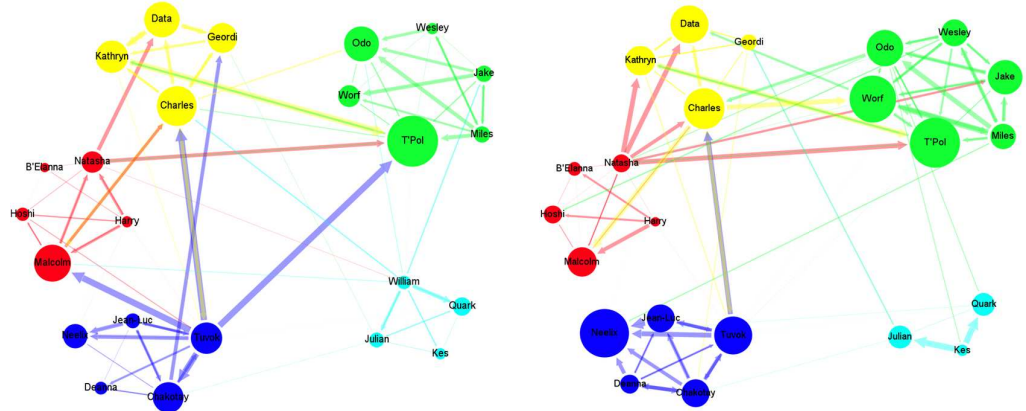 Data
Geordi
Kathryn
Charles
Odo
Wesley
Jake
Worf
Miles
T'Pol
B'Elanna
Natasha
Hoshi
Harry
Malcolm
William
Quark
Julian
Kes
Jean-Luc
Neelix
Tuvok
Deanna
Chakotay
Data
Geordi
Kathryn
Charles
Odo
Wesley
Jake
Worf
Miles
T'Pol
B'Elanna
Natasha
Hoshi
Harry
Malcolm
Quark
Julian
Kes
Jean-Luc
Neelix
Tuvok
Deanna
Chakotay